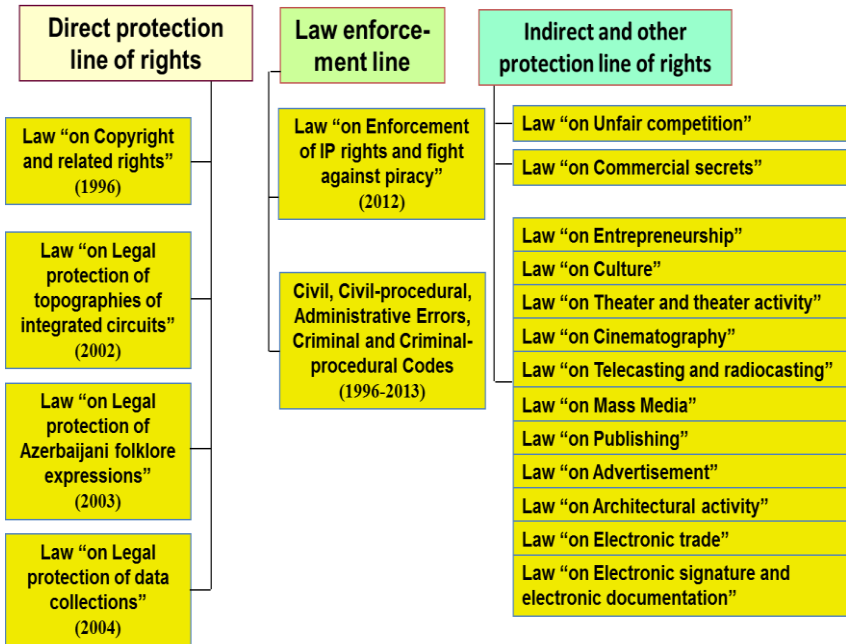 Direct protection
line of rights
Law “on Copyright
and related rights”
(1996)
Law “on Legal
protection of
topographies of
integrated circuits”
(2002)
Law “on Legal
protection of
Azerbaijani folklore
expressions”
(2003)
Law “on Legal
protection of data
collections”
(2004)
Law enforce-
ment line
Law “on Enforcement
of IP rights and fight
against piracy”
(2012)
Civil, Civil-procedural,
Administrative Errors,
Criminal and Criminal-
procedural Codes
(1996-2013)
Indirect and other
protection line of rights
Law “on Unfair competition”
Law “on Commercial secrets”
Law “on Entrepreneurship”
Law “on Culture”
Law “on Theater and theater activity”
Law “on Cinematography”
Law “on Telecasting and radiocasting”
Law “on Mass Media”
Law “on Publishing”
Law “on Advertisement”
Law “on Architectural activity”
Law “on Electronic trade”
Law “on Electronic signature and
electronic documentation”